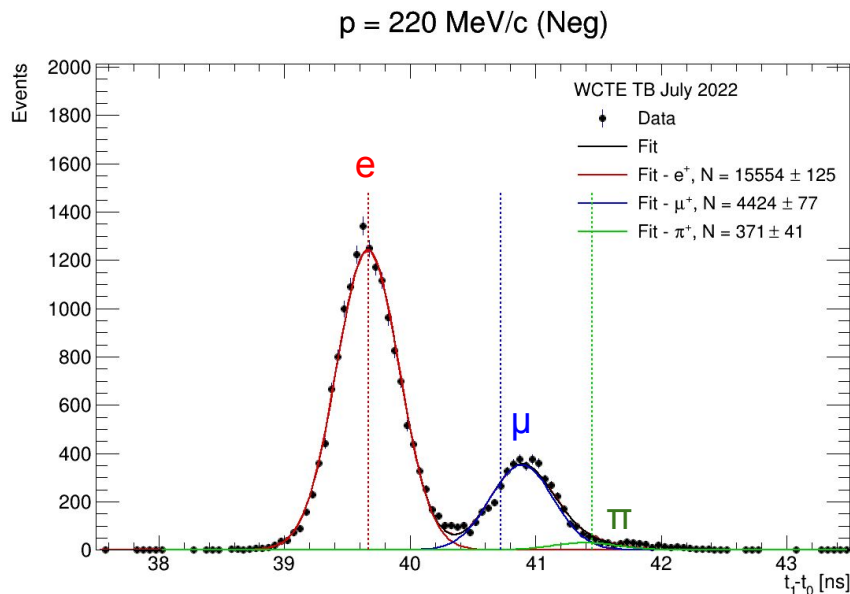 p = 220 MeV/c (Neg)
Events
2000
1800
1600
1400
1200
1000
800
600
400
200
0
WCTE TB July 2022
Data
Fit
Fit - e⁺, N = 15554 ± 125
Fit - μ⁺, N = 4424 ± 77
Fit - π⁺, N = 371 ± 41
e
μ
π
38 39 40 41 42 43
t₁-t₀ [ns]